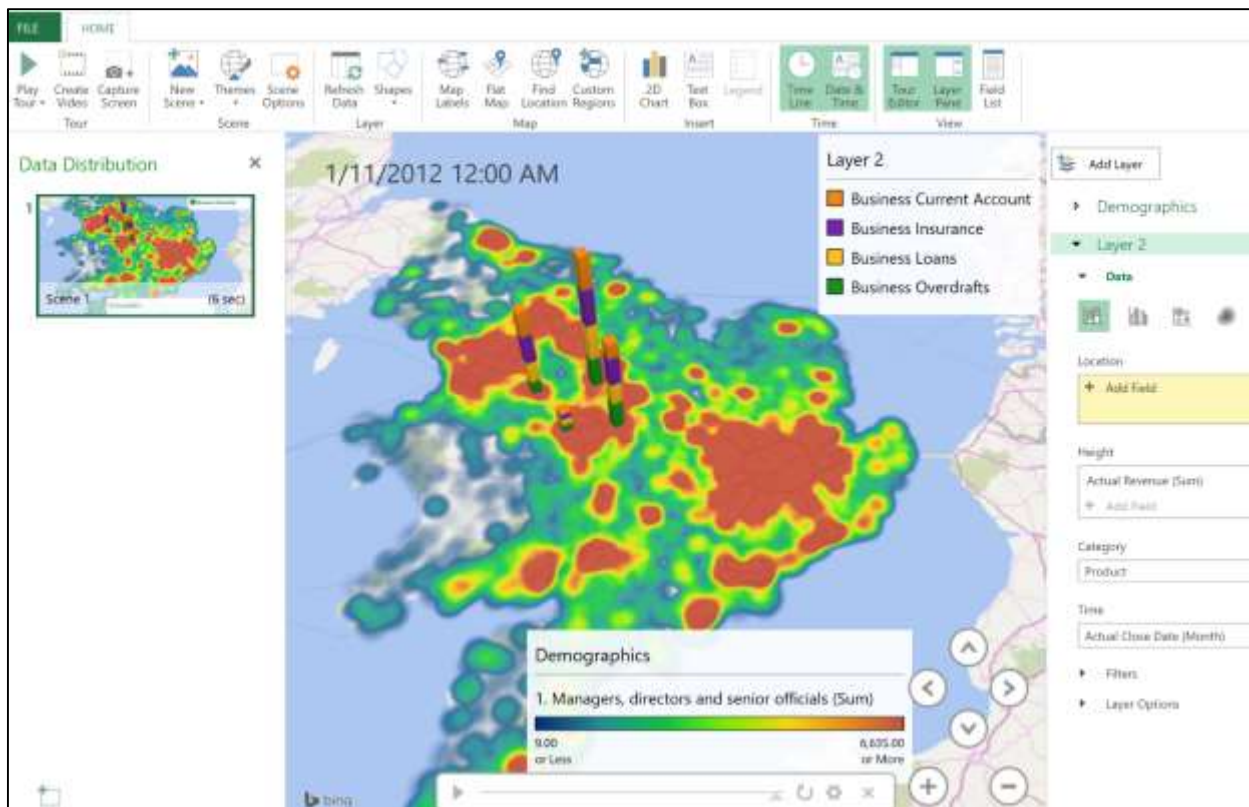 FILE HOME
Play Tour Create Video Capture Screen New Scene Themes Scene Options Refresh Data Shapes Map Labels Flat Map Find Location Custom Regions 2D Chart Text Box Legend Time Line Date & Time Tour Editor Layer Pane Field List
Tour Scene Layer Map Insert Time View
Data Distribution
1
Scene 1 (6 sec)
1/11/2012 12:00 AM
Layer 2
Business Current Account
Business Insurance
Business Loans
Business Overdrafts
Demographics
1. Managers, directors and senior officials (Sum)
9.00 6,635.00
or Less or More
bing
Add Layer
Demographics
Layer 2
Data
Location
Add Field
Height
Actual Revenue (Sum)
Add Field
Category
Product
Time
Actual Close Date (Month)
Filters
Layer Options